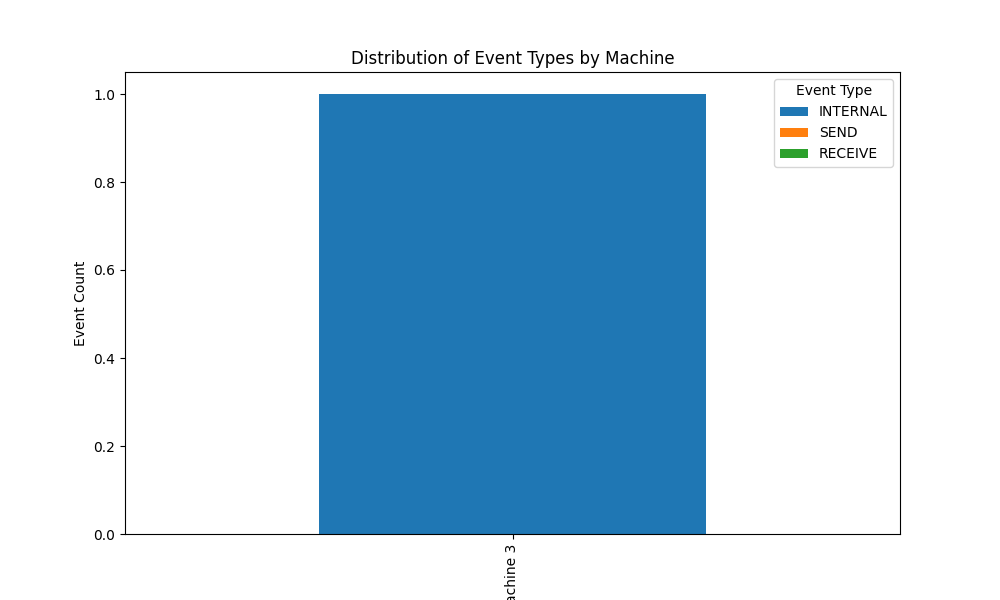 Distribution of Event Types by Machine
Event Type
INTERNAL
SEND
RECEIVE
1.0
0.8
0.6
0.4
0.2
0.0
Event Count
achine 3